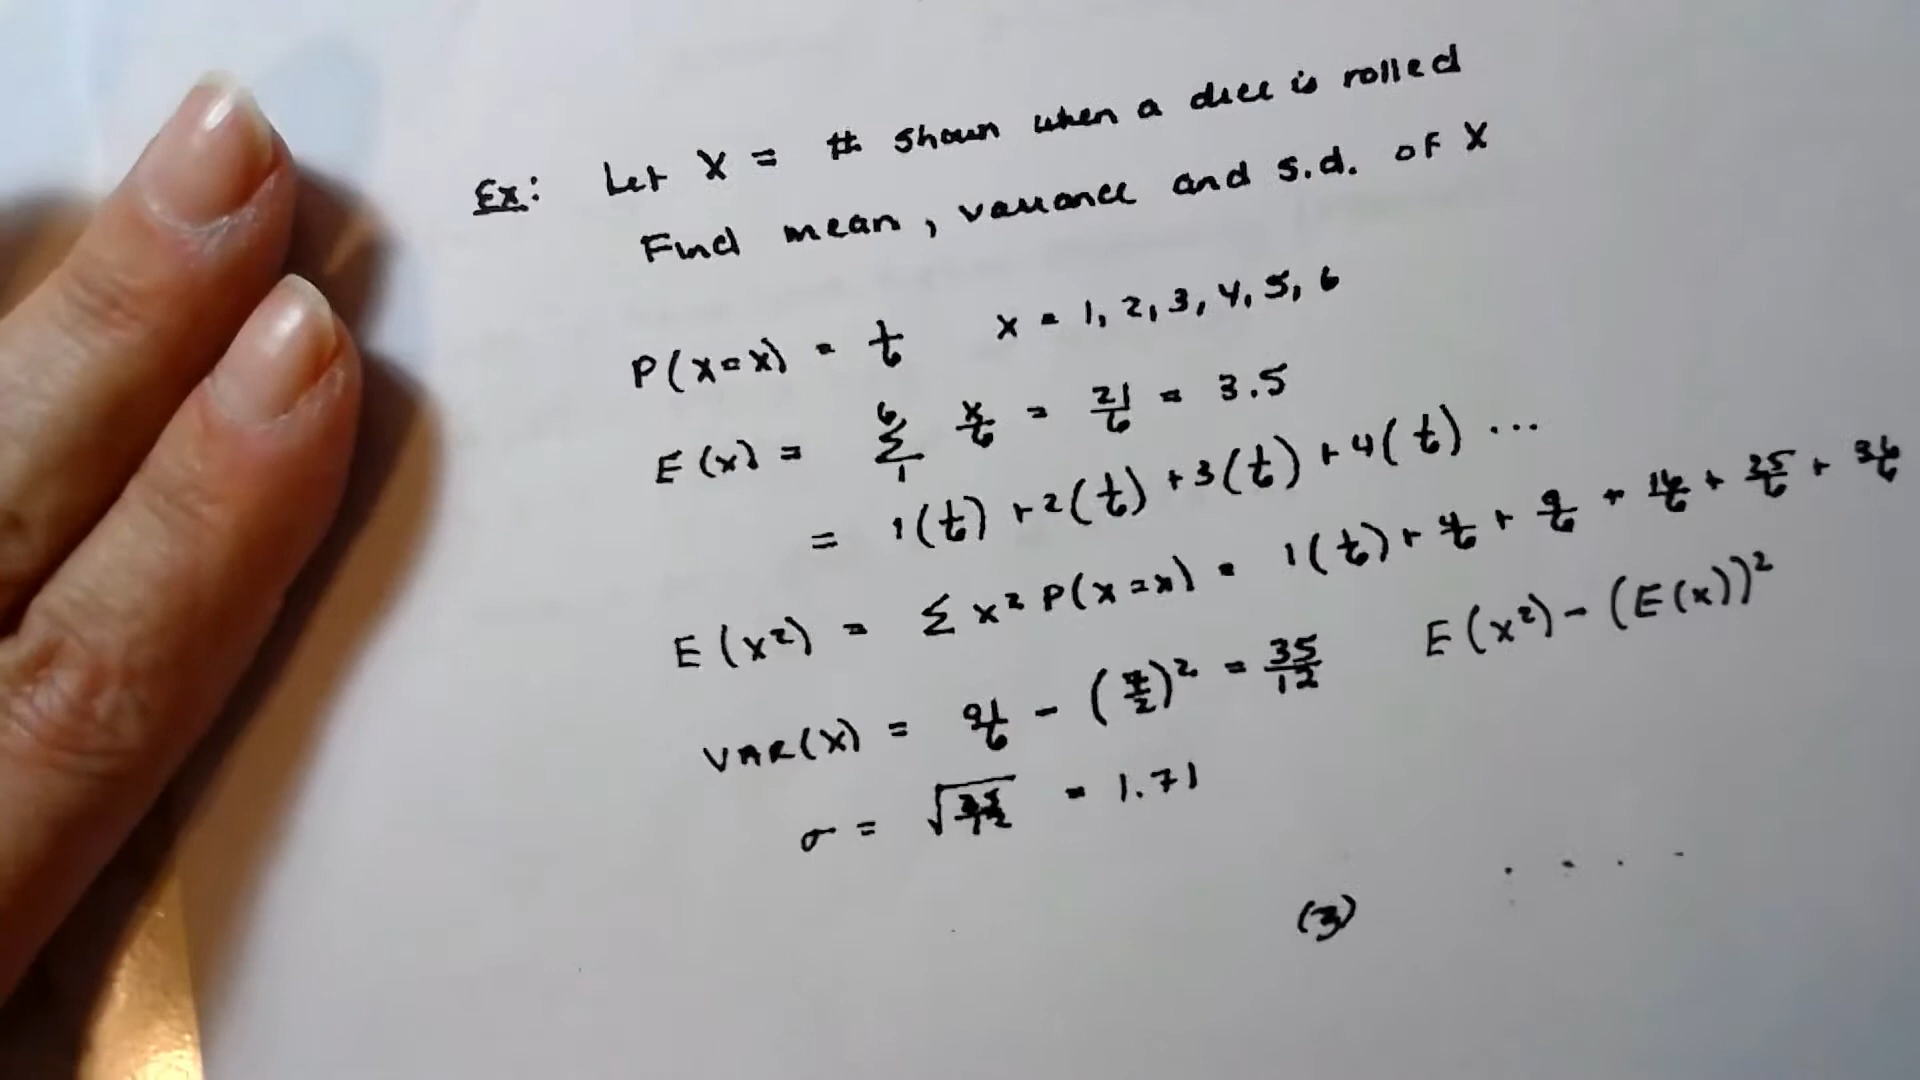 Ex: Let X = # shown when a dice is rolled
Find mean, variance and s.d. of X
P(X=x) = 1/6 x = 1, 2, 3, 4, 5, 6
E(x) = 6 Σ 1 x/6 = 21/6 = 3.5
= 1(1/6) + 2(1/6) + 3(1/6) + 4(1/6) ...
E(x²) = Σ x² P(X=x) = 1(1/6) + 4/6 + 9/6 + 16/6 + 25/6 + 36/6
VAR(X) = 91/6 - (7/2)² = 35/12 E(x²) - (E(x))²
σ = √35/12 = 1.71
(3)